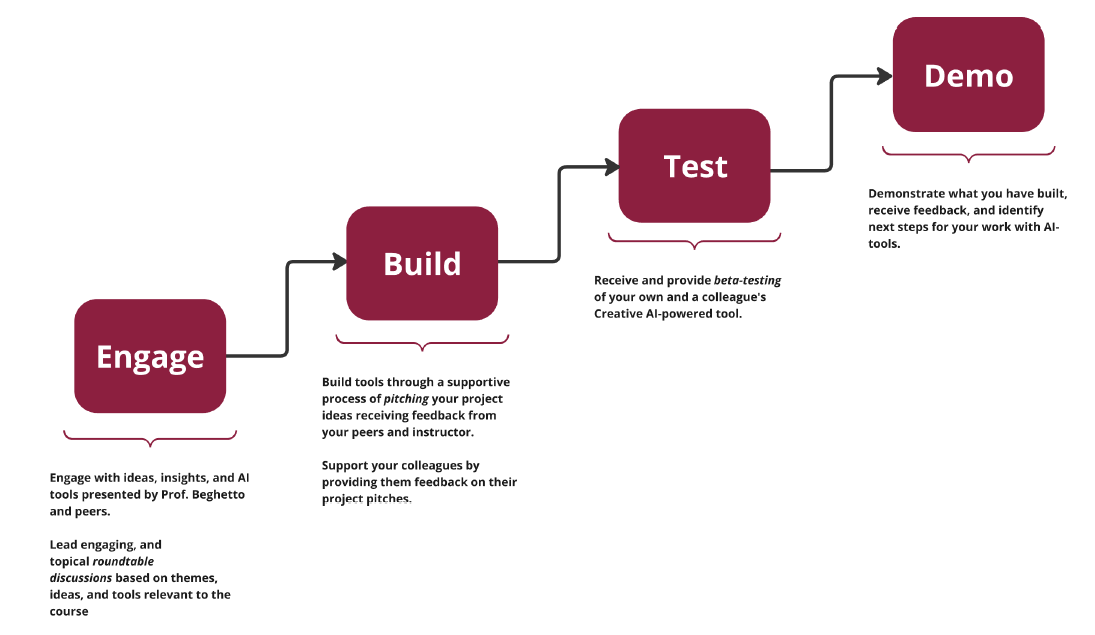 Engage
Engage with ideas, insights, and AI
tools presented by Prof. Beghetto
and peers.
Lead engaging, and
topical roundtable
discussions based on themes,
ideas, and tools relevant to the
course
Build
Build tools through a supportive
process of pitching your project
ideas receiving feedback from
your peers and instructor.
Support your colleagues by
providing them feedback on their
project pitches.
Test
Receive and provide beta-testing
of your own and a colleague's
Creative AI-powered tool.
Demo
Demonstrate what you have built,
receive feedback, and identify
next steps for your work with AI-
tools.